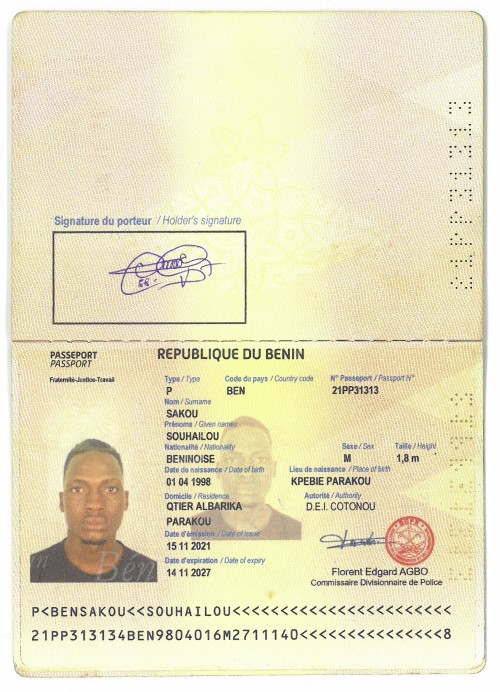 21PP31313
Signature du porteur / Holder's signature
PASSEPORT
PASSPORT
Fraternité-Justice-Travail
REPUBLIQUE DU BENIN
Type / Type Code du pays / Country code N° Passeport / Passport N°
P BEN 21PP31313
Nom / Surname
SAKOU
Prénoms / Given names
SOUHAILOU
Nationalité / Nationality Sexe / Sex Taille / Height
BENINOiSE M 1,8 m
Date de naissance / Date of birth Lieu de naissance / Place of birth
01 04 1998 KPEBIE PARAKOU
Domicile / Residence Autorité / Authority
QTIER ALBARIKA D.E.I. COTONOU
PARAKOU
Date d'émission / Date of issue
15 11 2021
Date d'expiration / Date of expiry
14 11 2027
Florent Edgard AGBO
Commissaire Divisionnaire de Police
P<BENSAKOU<<SOUHAILOU<<<<<<<<<<<<<<<<<<<<<<<
21PP313134BEN9804016M2711140<<<<<<<<<<<<<<<8